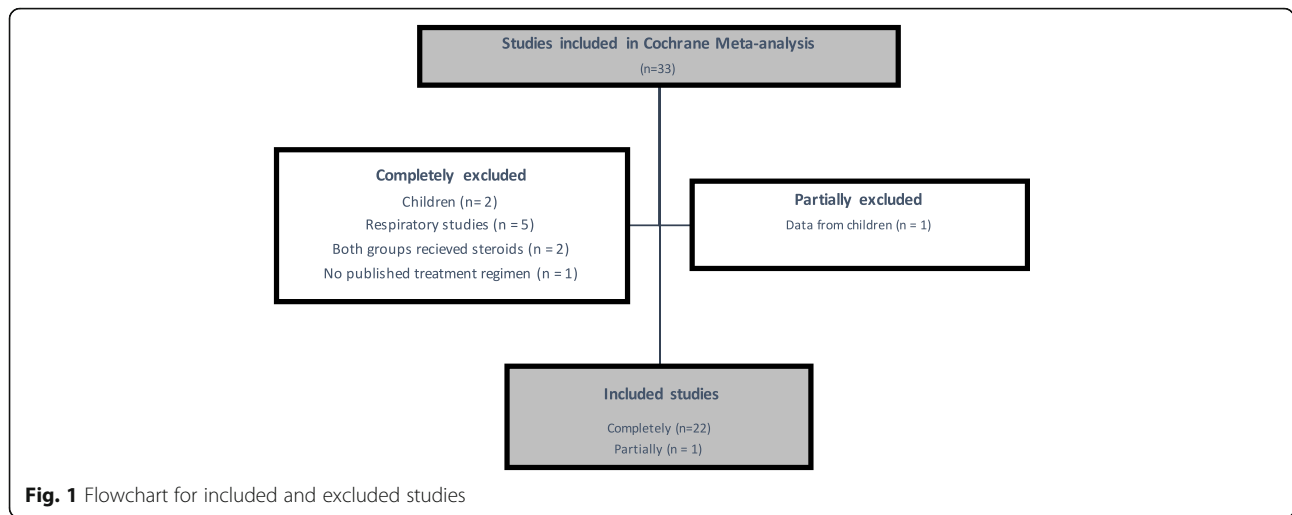 Studies included in Cochrane Meta-analysis
(n=33)
Completely excluded
Children (n= 2)
Respiratory studies (n = 5)
Both groups recieved steroids (n = 2)
No published treatment regimen (n = 1)
Partially excluded
Data from children (n = 1)
Included studies
Completely (n=22)
Partially (n = 1)
Fig. 1 Flowchart for included and excluded studies